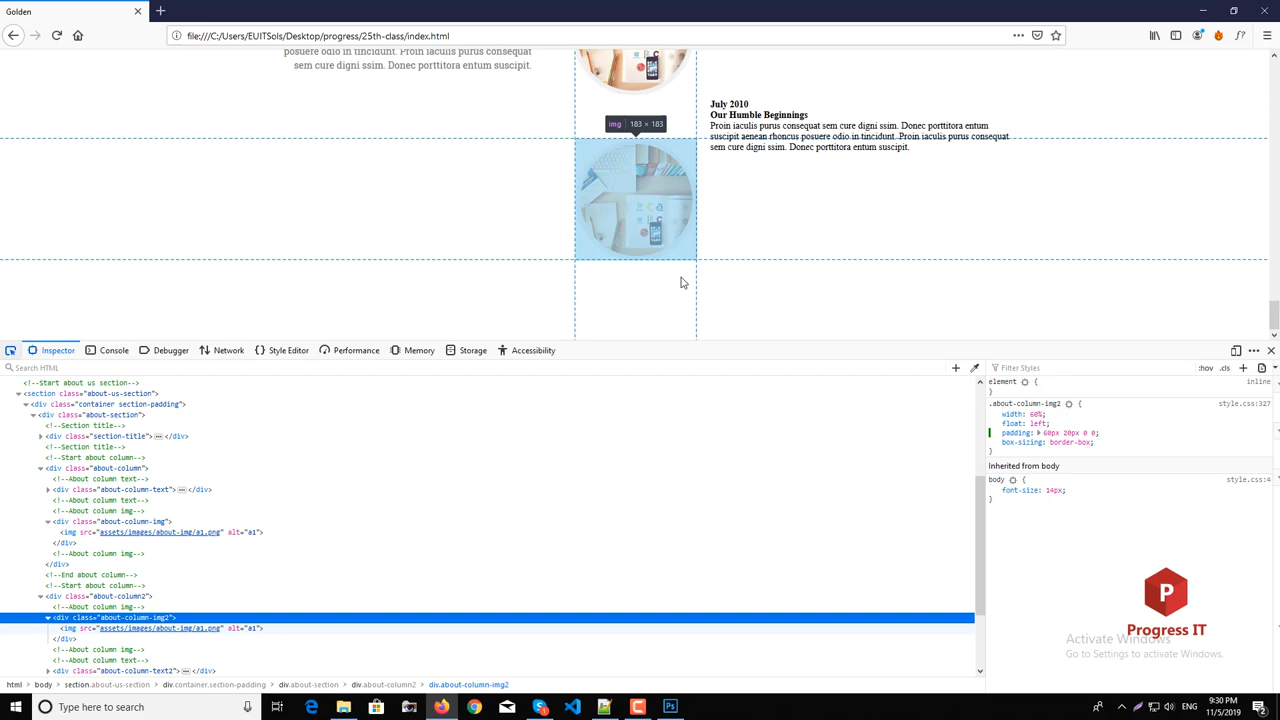 Golden
file:///C:/Users/EUITSols/Desktop/progress/25th-class/index.html
posuere odio in tincidunt. Proin iaculis purus consequat
sem cure digni ssim. Donec porttitora entum suscipit.
July 2010
Our Humble Beginnings
Proin iaculis purus consequat sem cure digni ssim. Donec porttitora entum
suscipit aenean rhoncus posuere odio in tincidunt. Proin iaculis purus consequat
sem cure digni ssim. Donec porttitora entum suscipit.
img | 183 × 183
Inspector Console Debugger Network Style Editor Performance Memory Storage Accessibility
Search HTML
<!--Start about us section-->
<section class="about-us-section">
<div class="container section-padding">
<div class="about-section">
<!--Section title-->
<div class="section-title"></div>
<!--Section title-->
<!--Start about column-->
<div class="about-column">
<!--About column text-->
<div class="about-column-text"></div>
<!--About column text-->
<!--About column img-->
<div class="about-column-img">
<img src="assets/images/about-img/a1.png" alt="a1">
</div>
<!--About column img-->
</div>
<!--End about column-->
<!--Start about column-->
<div class="about-column2">
<!--About column img-->
<div class="about-column-img2">
<img src="assets/images/about-img/a1.png" alt="a1">
</div>
<!--About column img-->
<!--About column text-->
<div class="about-column-text2"></div>
html body section.about-us-section div.container.section-padding div.about-section div.about-column2 div.about-column-img2
Filter Styles :hov .cls
element { inline
}
.about-column-img2 { style.css:327
width: 60%;
float: left;
padding: 60px 20px 0 0;
box-sizing: border-box;
}
Inherited from body
body { style.css:4
font-size: 14px;
}
P
Progress IT
Activate Windows
Go to Settings to activate Windows.
Type here to search
ENG
9:30 PM
11/5/2019